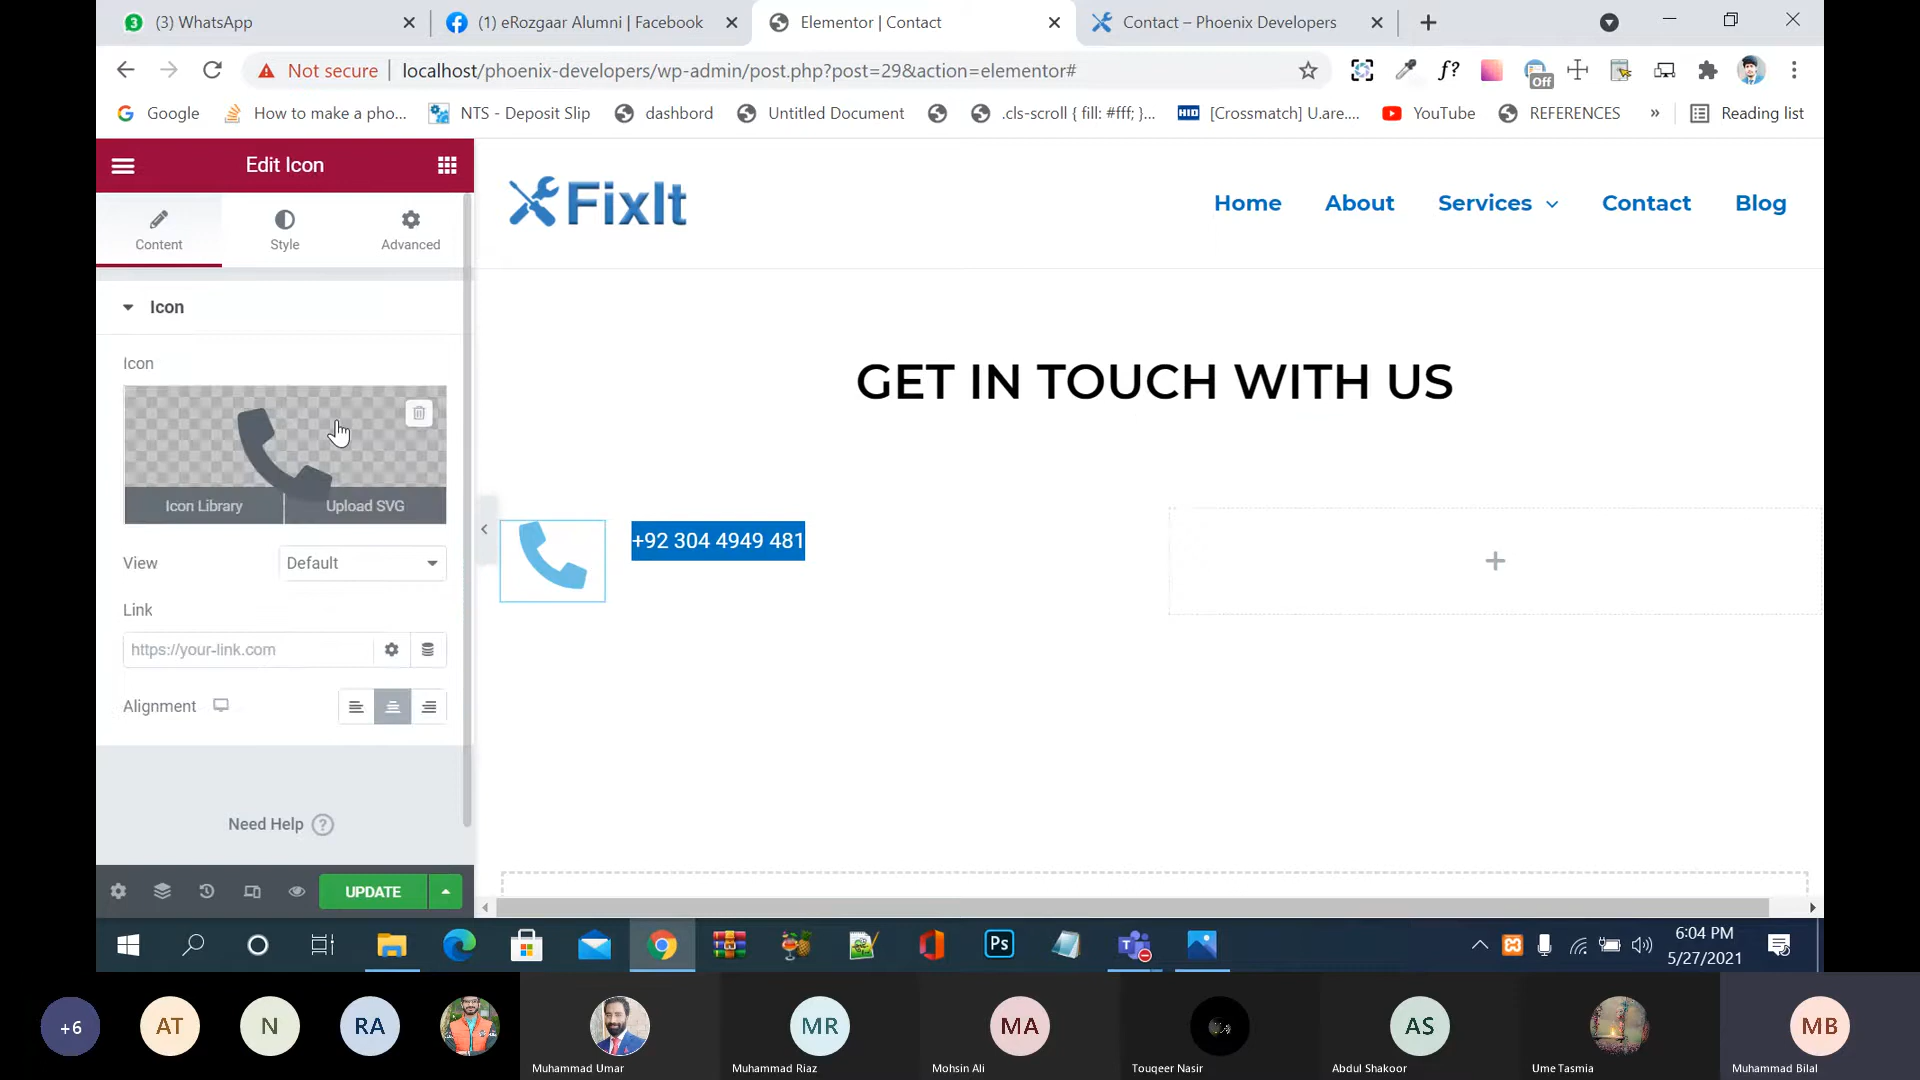 3 (3) WhatsApp
(1) eRozgaar Alumni | Facebook
Elementor | Contact
Contact – Phoenix Developers
Not secure
localhost/phoenix-developers/wp-admin/post.php?post=29&action=elementor#
f?
Off
Google
How to make a pho...
NTS - Deposit Slip
dashbord
Untitled Document
.cls-scroll { fill: #fff; }...
HID [Crossmatch] U.are....
YouTube
REFERENCES
»
Reading list
Edit Icon
Content
Style
Advanced
Icon
Icon
Icon Library
Upload SVG
View
Default
Link
https://your-link.com
Alignment
Need Help ?
UPDATE
FixIt
Home
About
Services
Contact
Blog
GET IN TOUCH WITH US
+92 304 4949 481
Ps
6:04 PM
5/27/2021
+6
AT
N
RA
MR
MA
AS
MB
Muhammad Umar
Muhammad Riaz
Mohsin Ali
Touqeer Nasir
Abdul Shakoor
Ume Tasmia
Muhammad Bilal